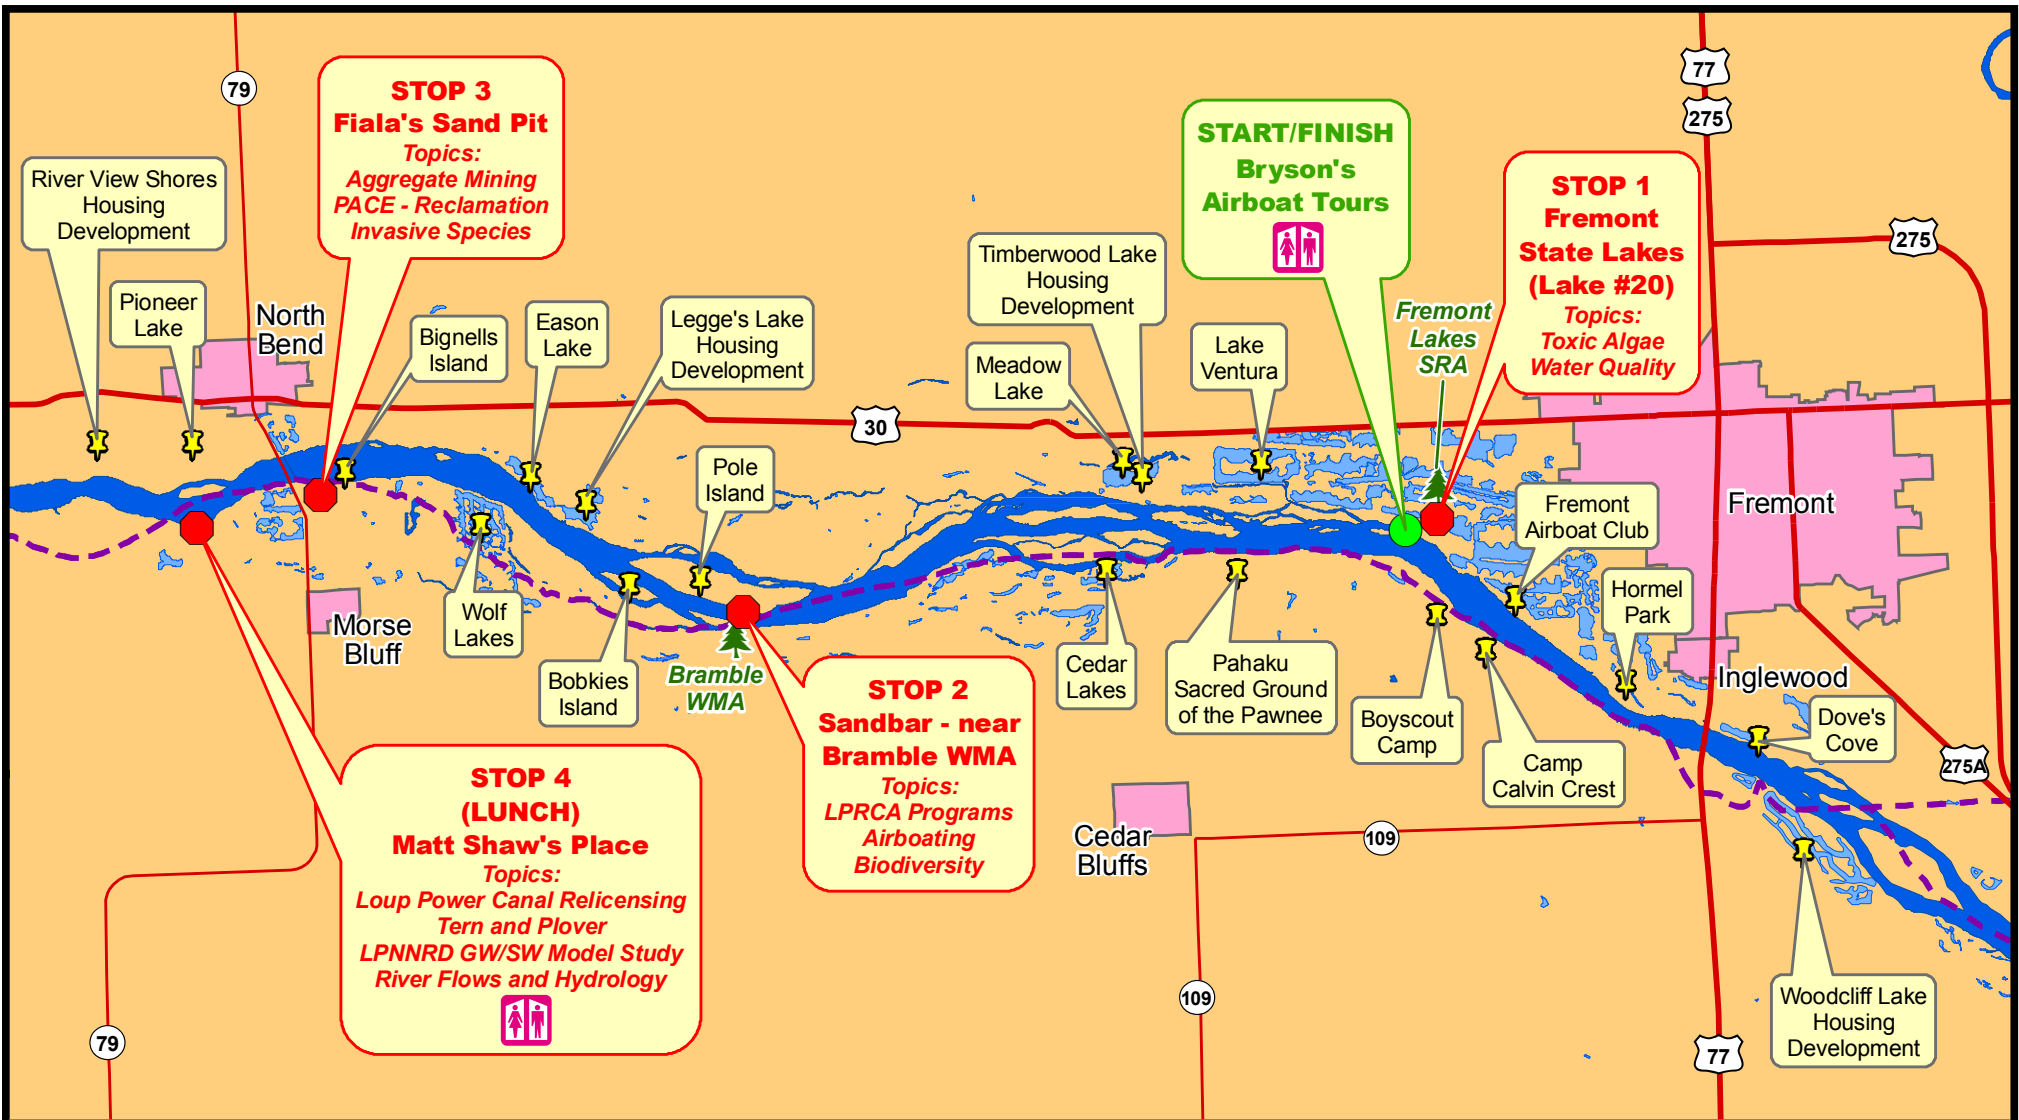 79
STOP 3
Fiala's Sand Pit
Topics:
Aggregate Mining
PACE - Reclamation
Invasive Species
START/FINISH
Bryson's
Airboat Tours
77
275
STOP 1
Fremont
State Lakes
(Lake #20)
Topics:
Toxic Algae
Water Quality
275
River View Shores
Housing
Development
Pioneer
Lake
North
Bend
Bignells
Island
Eason
Lake
Legge's Lake
Housing
Development
Timberwood Lake
Housing
Development
Meadow
Lake
Lake
Ventura
Fremont
Lakes
SRA
30
Pole
Island
Fremont
Airboat Club
Fremont
Hormel
Park
Wolf
Lakes
Morse
Bluff
Bobkies
Island
Bramble
WMA
Cedar
Lakes
Pahaku
Sacred Ground
of the Pawnee
Boyscout
Camp
Camp
Calvin Crest
Inglewood
Dove's
Cove
275A
STOP 2
Sandbar - near
Bramble WMA
Topics:
LPRCA Programs
Airboating
Biodiversity
STOP 4
(LUNCH)
Matt Shaw's Place
Topics:
Loup Power Canal Relicensing
Tern and Plover
LPNNRD GW/SW Model Study
River Flows and Hydrology
Cedar
Bluffs
109
109
79
77
Woodcliff Lake
Housing
Development